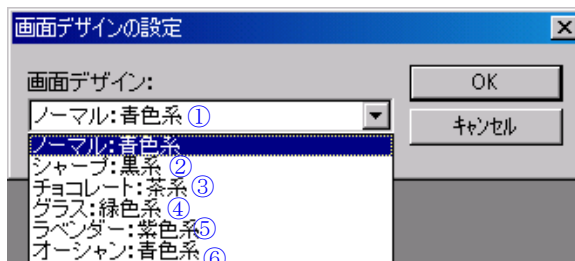 画面デザインの設定
画面デザイン:
OK
ノーマル:青色系 ①
キャンセル
ノーマル:青色系
シャープ:黒系 ②
チョコレート:茶系 ③
グラス:緑色系 ④
ラベンダー:紫色系⑤
オーシャン:青色系⑥